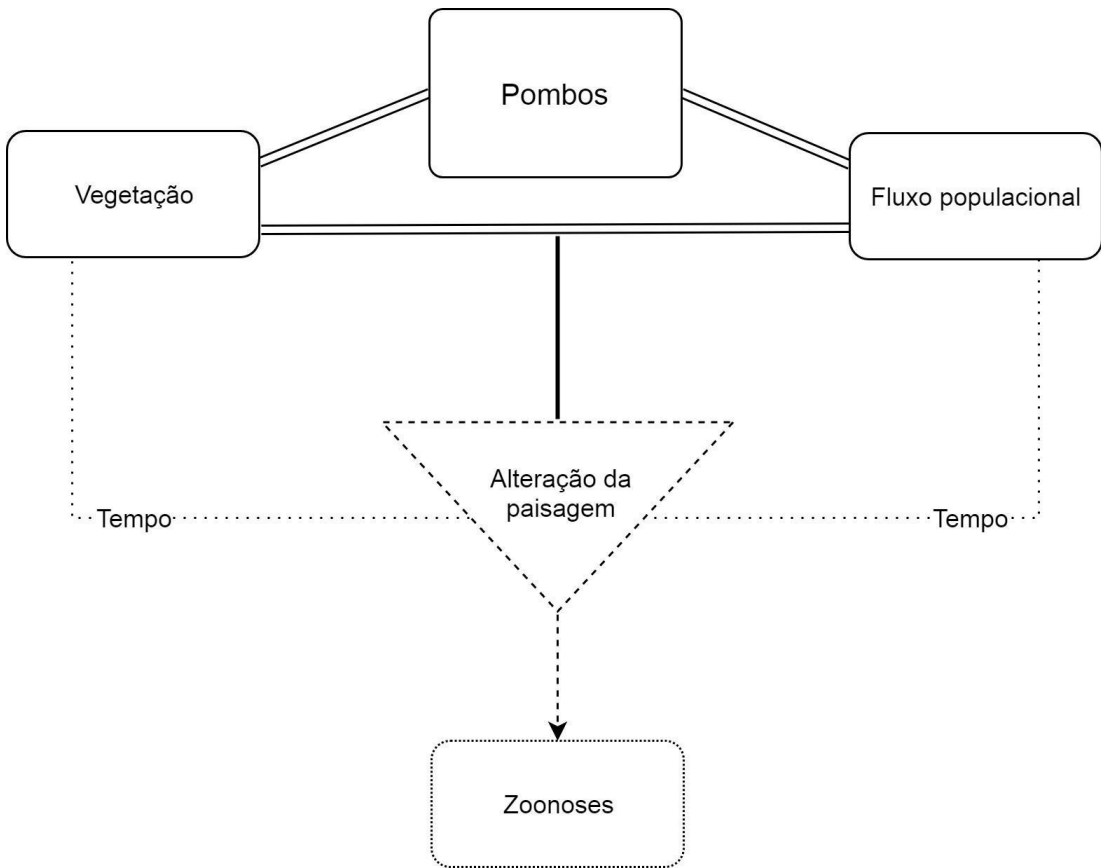 Pombos
Vegetação
Fluxo populacional
Alteração da
paisagem
Tempo
Tempo
Zoonoses